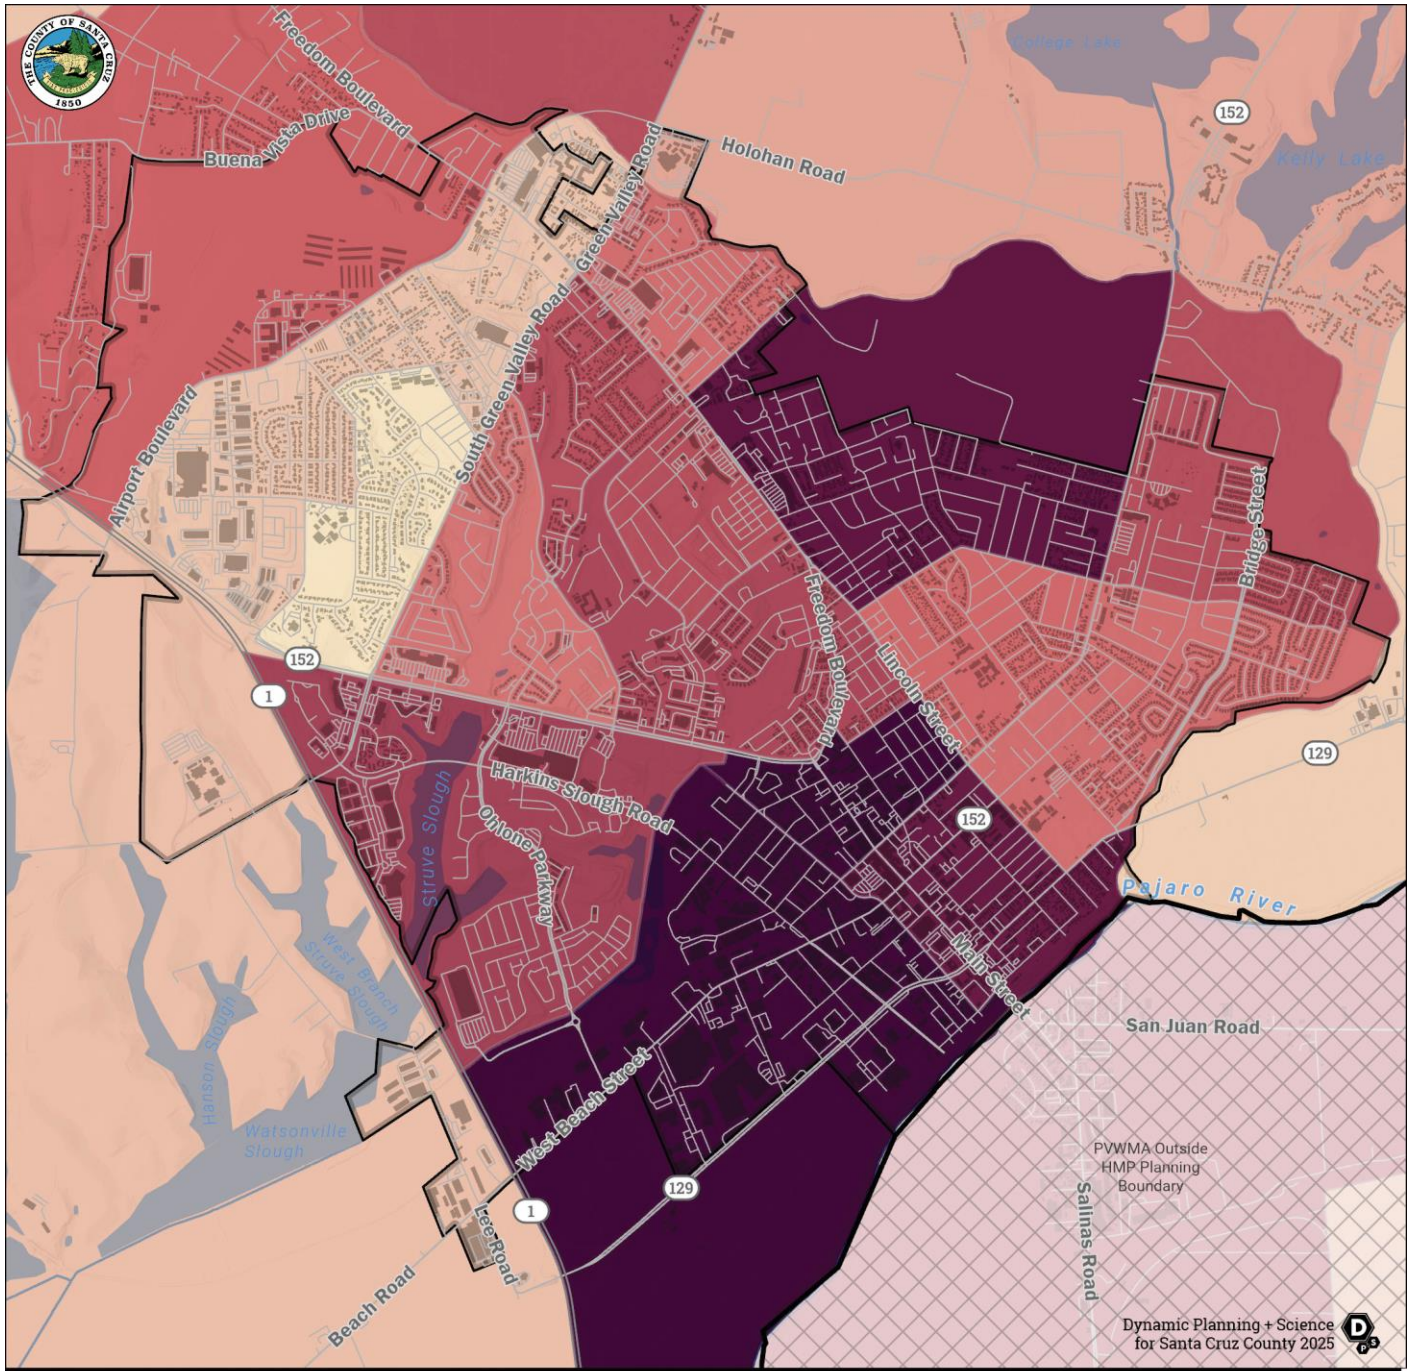 THE COUNTY OF SANTA CRUZ
1850
Freedom Boulevard
Buena Vista Drive
Green Valley Road
Holohan Road
College Lake
152
Kelly Lake
Airport Boulevard
South Green Valley Road
Bridge Street
Freedom Boulevard
Lincoln Street
152
1
129
Harkins Slough Road
Struve Slough
Ohlone Parkway
152
Pajaro River
Main Street
West Branch
Struve Slough
Hanson Slough
Watsonville
Slough
San Juan Road
West Beach Street
PVWMA Outside
HMP Planning
Boundary
129
1
Salinas Road
Lee Road
Beach Road
Dynamic Planning + Science
for Santa Cruz County 2025
D
P
S